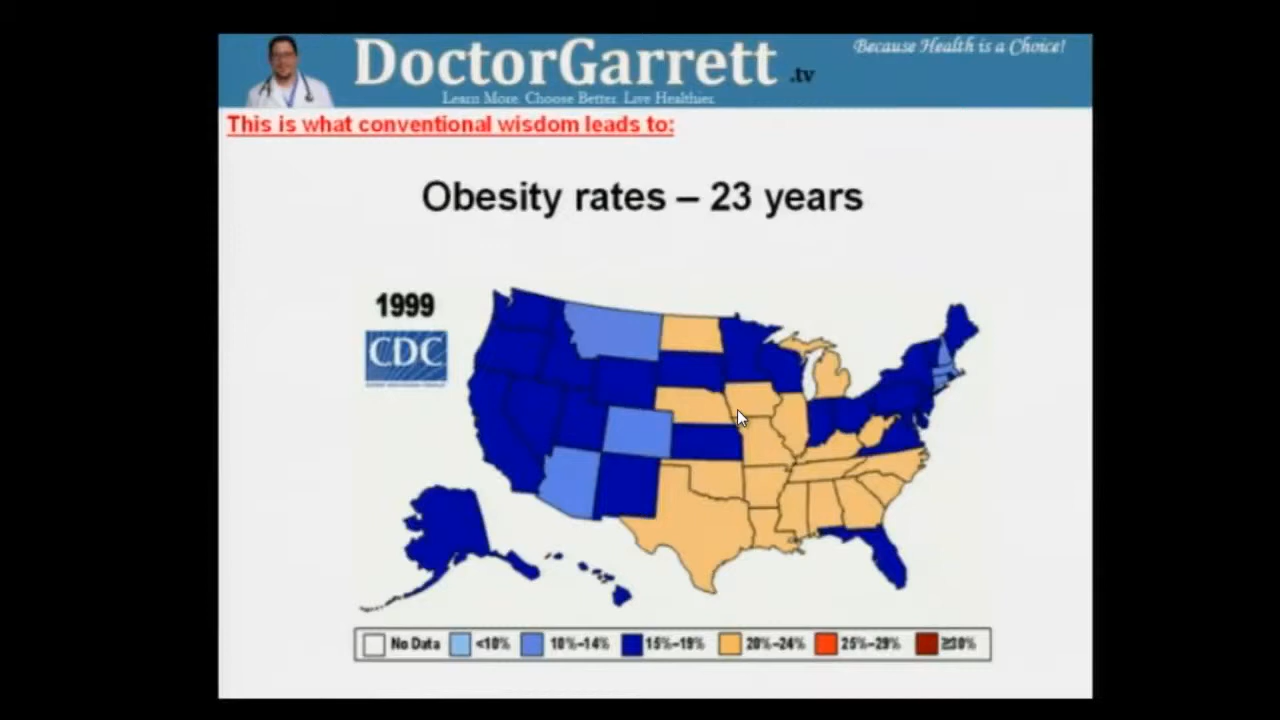 DoctorGarrett .tv
Because Health is a Choice!
Learn More. Choose Better. Live Healthier.
This is what conventional wisdom leads to:
Obesity rates – 23 years
1999
CDC
No Data <10% 10%–14% 15%–19% 20%–24% 25%–29% ≥30%